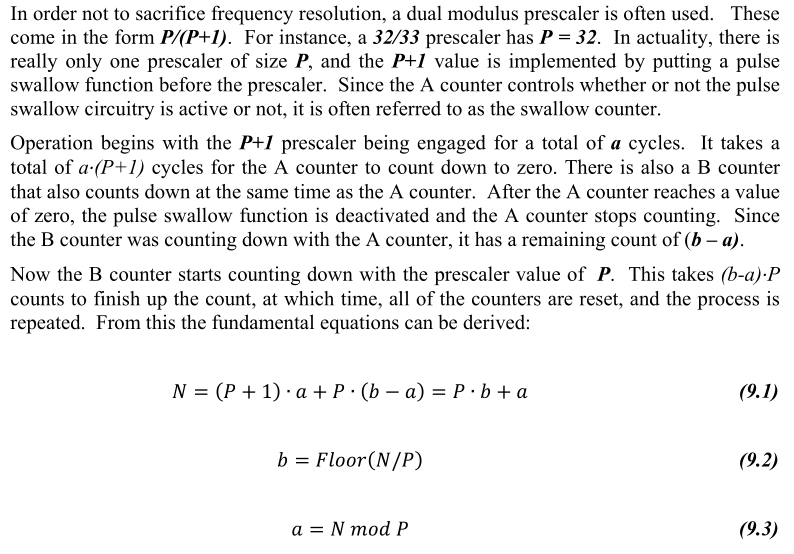 In order not to sacrifice frequency resolution, a dual modulus prescaler is often used. These
come in the form P/(P+1). For instance, a 32/33 prescaler has P = 32. In actuality, there is
really only one prescaler of size P, and the P+1 value is implemented by putting a pulse
swallow function before the prescaler. Since the A counter controls whether or not the pulse
swallow circuitry is active or not, it is often referred to as the swallow counter.
Operation begins with the P+1 prescaler being engaged for a total of a cycles. It takes a
total of a·(P+1) cycles for the A counter to count down to zero. There is also a B counter
that also counts down at the same time as the A counter. After the A counter reaches a value
of zero, the pulse swallow function is deactivated and the A counter stops counting. Since
the B counter was counting down with the A counter, it has a remaining count of (b – a).
Now the B counter starts counting down with the prescaler value of P. This takes (b-a)·P
counts to finish up the count, at which time, all of the counters are reset, and the process is
repeated. From this the fundamental equations can be derived:
N = (P + 1) · a + P · (b − a) = P · b + a (9.1)
b = Floor(N/P) (9.2)
a = N mod P (9.3)